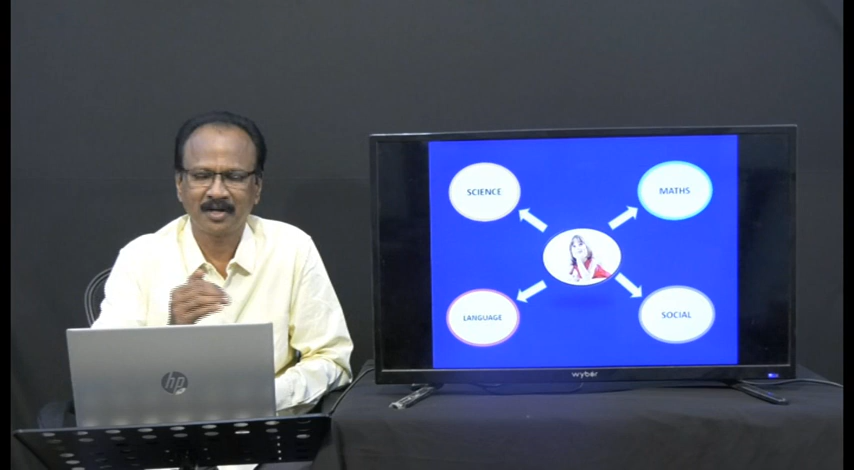 SCIENCE
MATHS
LANGUAGE
SOCIAL
hp
wybor